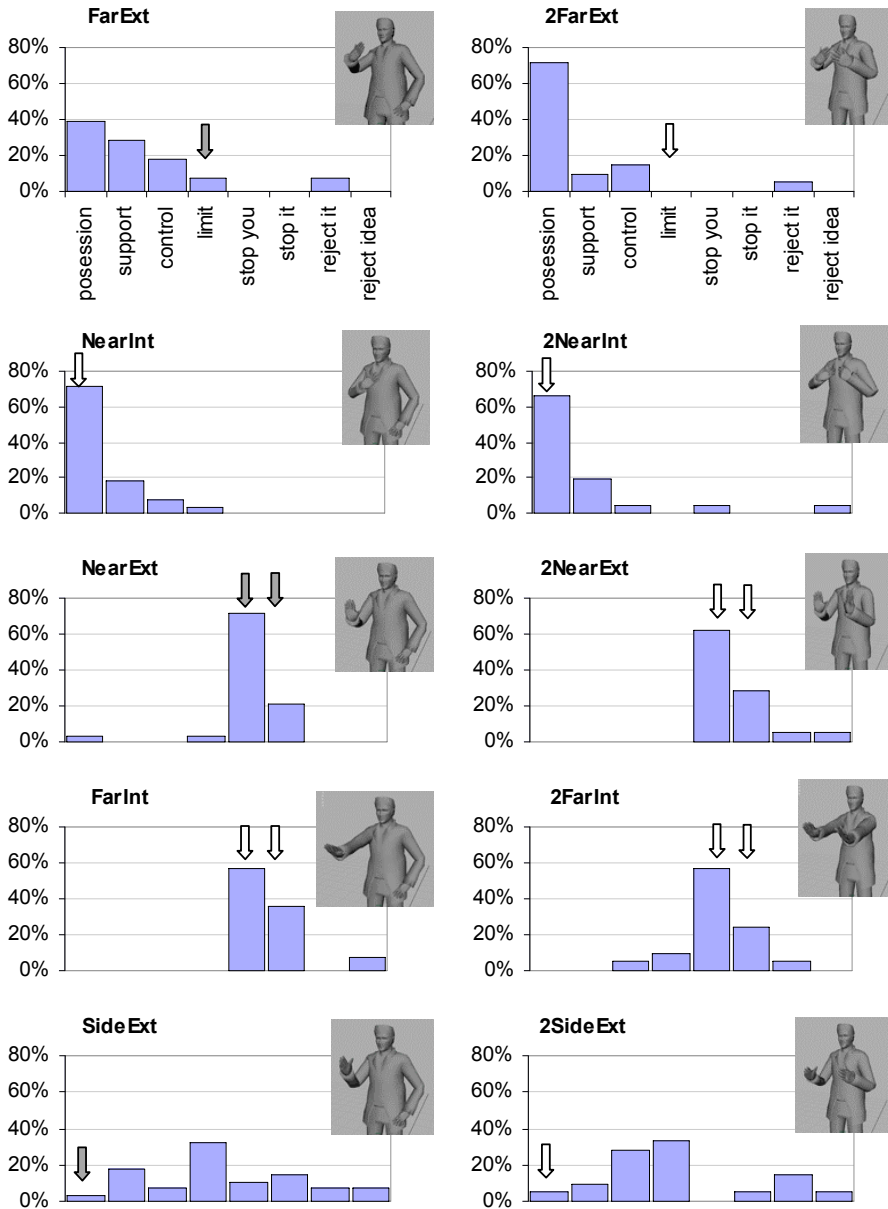 FarExt
80%
60%
40%
20%
0%
posession
support
control
limit
stop you
stop it
reject it
reject idea
2FarExt
80%
60%
40%
20%
0%
posession
support
control
limit
stop you
stop it
reject it
reject idea
NearInt
80%
60%
40%
20%
0%
2NearInt
80%
60%
40%
20%
0%
NearExt
80%
60%
40%
20%
0%
2NearExt
80%
60%
40%
20%
0%
FarInt
80%
60%
40%
20%
0%
2FarInt
80%
60%
40%
20%
0%
SideExt
80%
60%
40%
20%
0%
2SideExt
80%
60%
40%
20%
0%